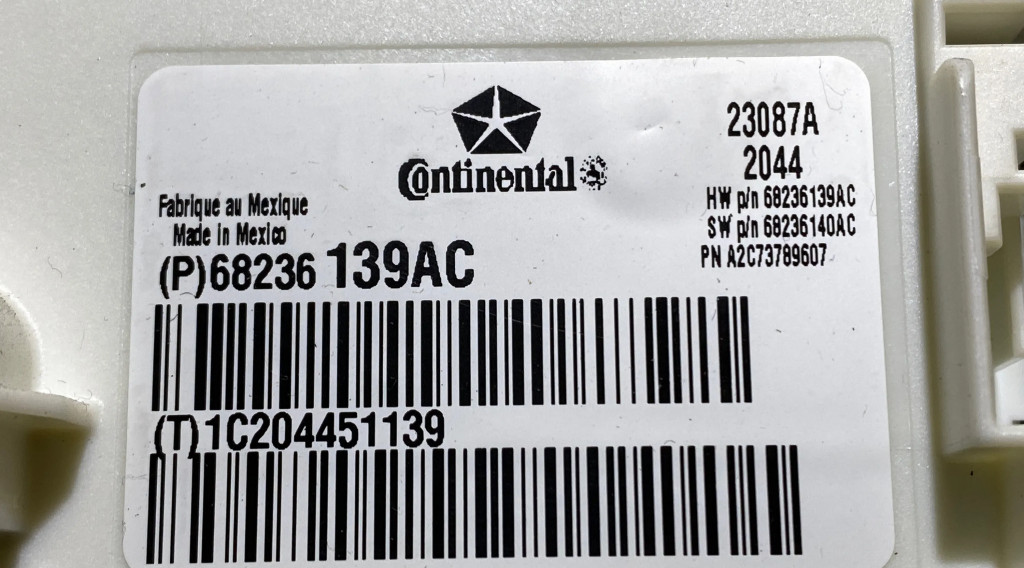 Continental
23087A
2044
HW p/n 68236139AC
SW p/n 68236140AC
PN A2C73789607
Fabrique au Mexique
Made in Mexico
(P)68236 139AC
(T)1C204451139